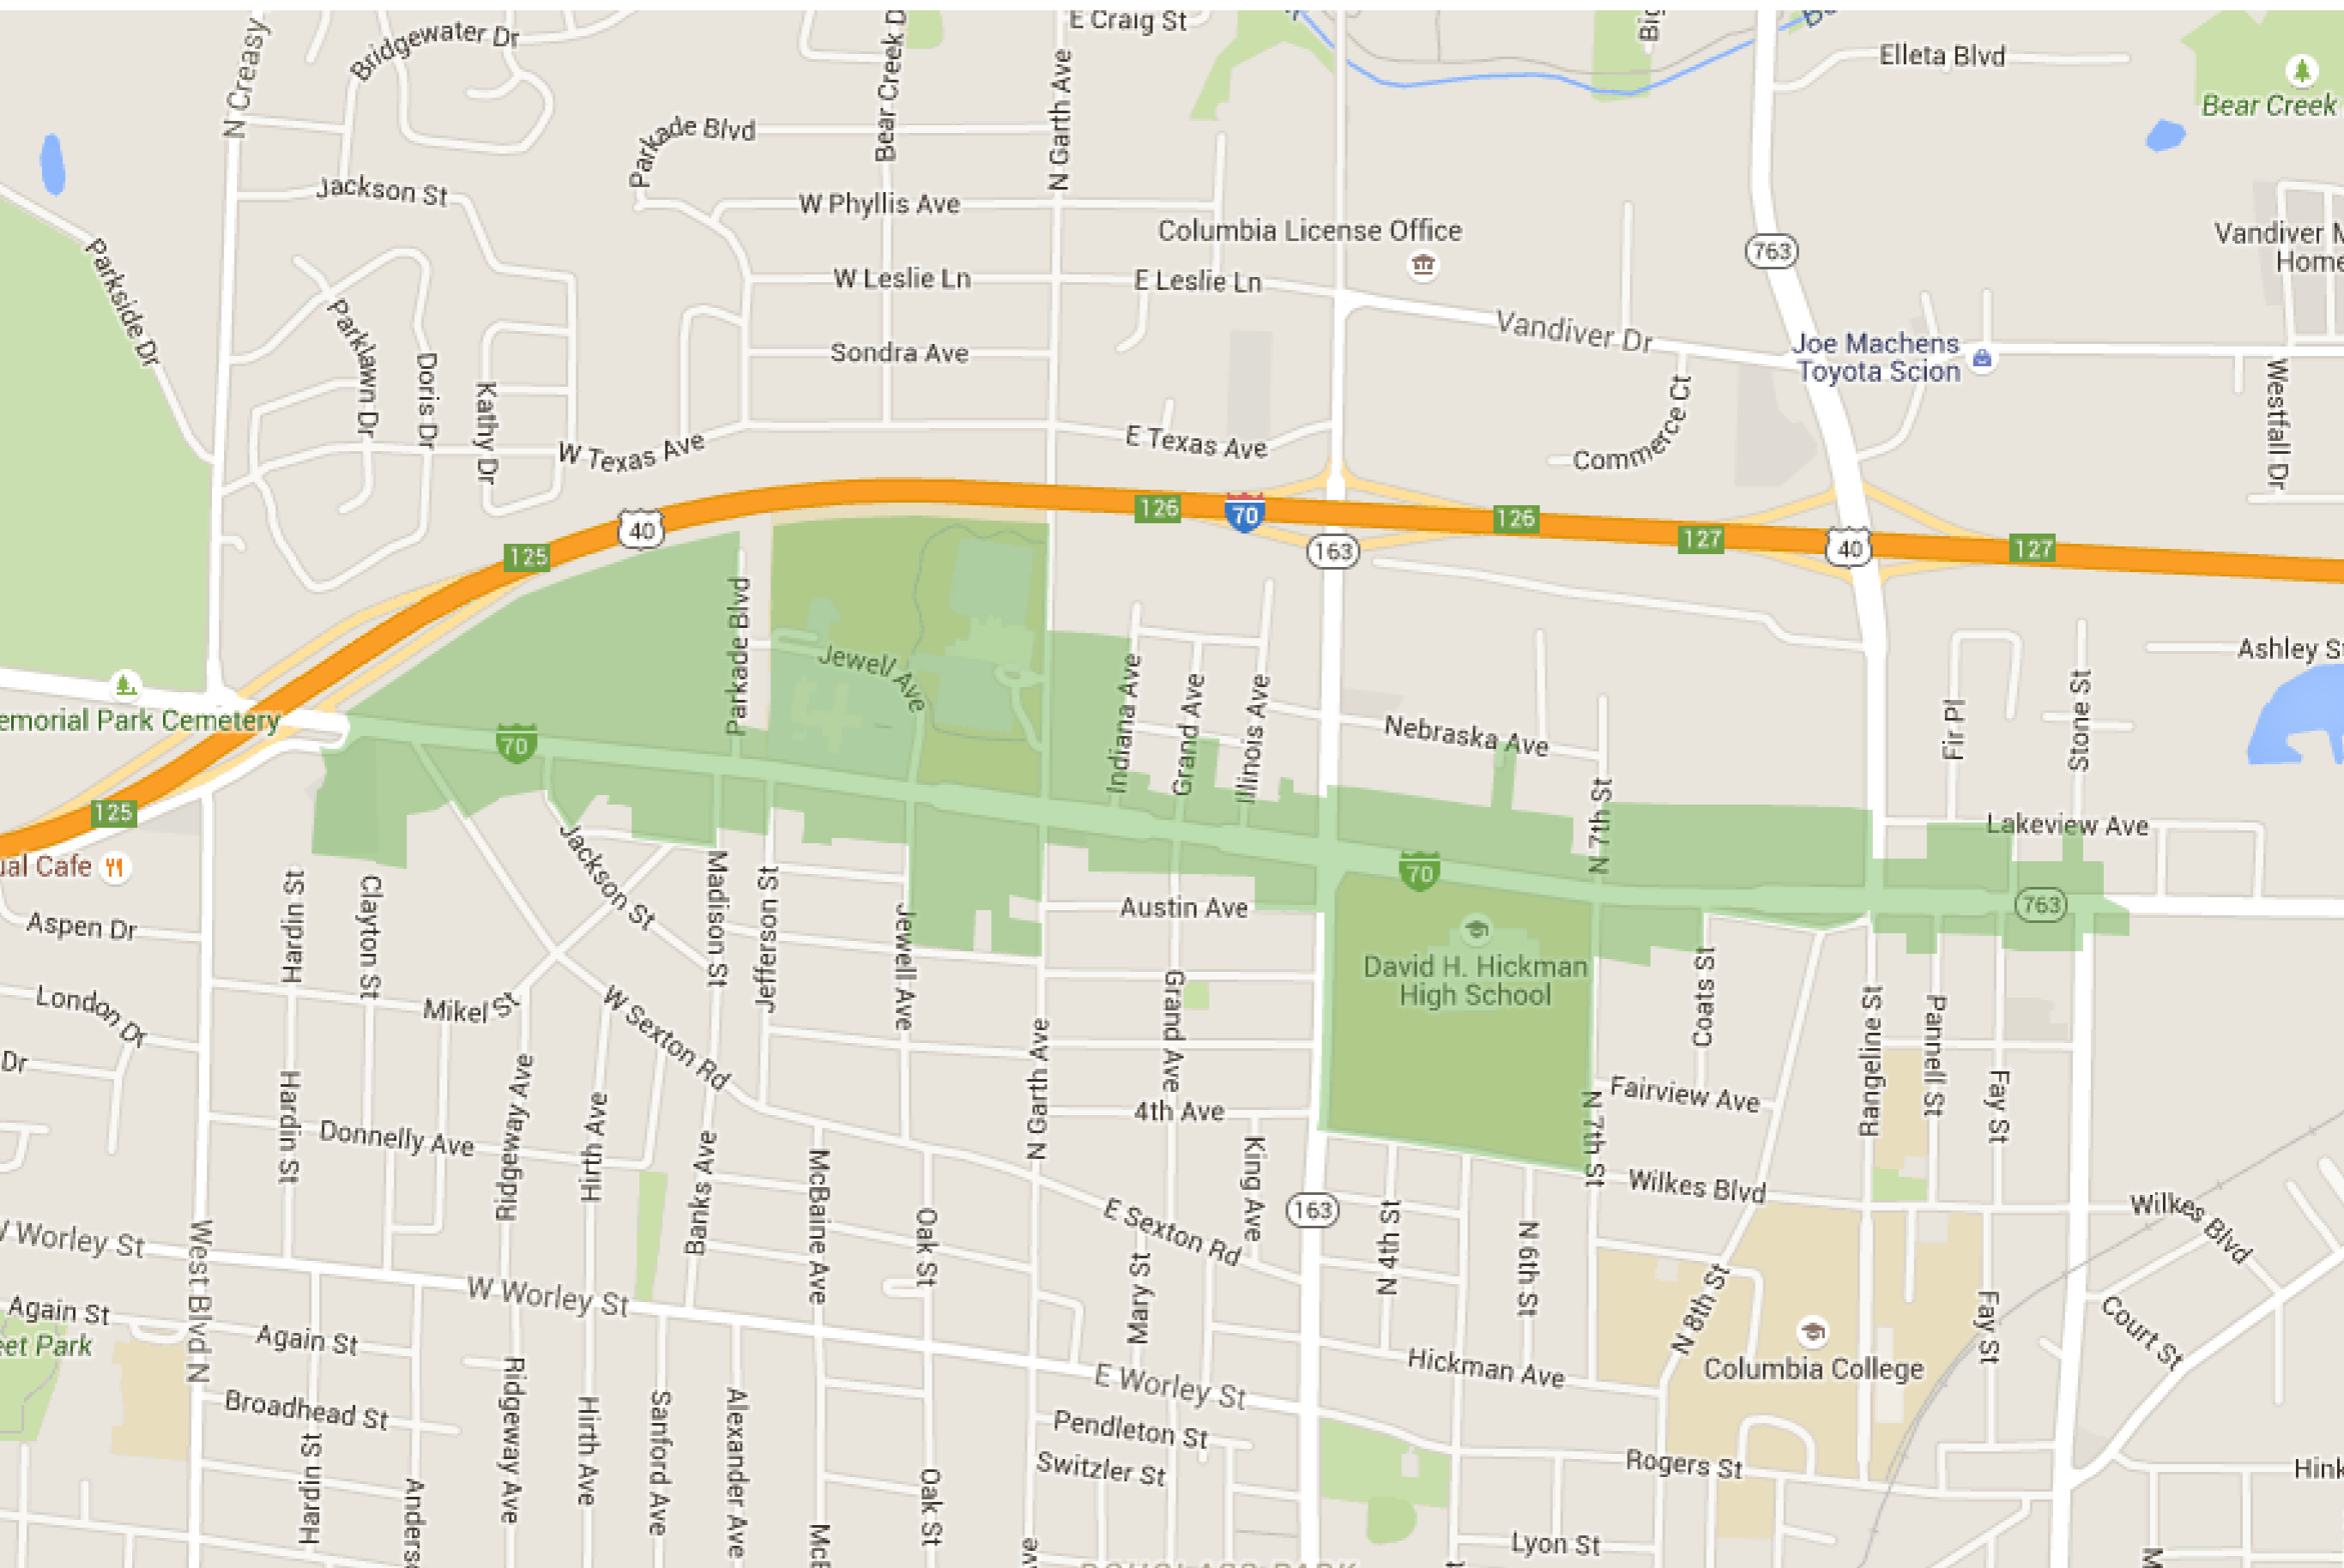 E Craig St
Bridgewater Dr
N Creasy
Bear Creek D
Big
Elleta Blvd
Bear Creek
N Garth Ave
Parkade Blvd
Jackson St
W Phyllis Ave
Columbia License Office
763
Vandiver M
Home
Parkside Dr
W Leslie Ln
E Leslie Ln
Vandiver Dr
Parklawn Dr
Doris Dr
Kathy Dr
Sondra Ave
Joe Machens
Toyota Scion
Commerce Ct
Westfall Dr
W Texas Ave
E Texas Ave
40
125
126
70
163
126
127
40
127
Parkade Blvd
Jewell Ave
Indiana Ave
Grand Ave
Illinois Ave
Nebraska Ave
Fir Pl
Stone St
Ashley St
emorial Park Cemetery
70
125
N 7th St
Lakeview Ave
ual Cafe
Jackson St
Madison St
Jefferson St
70
763
Hardin St
Clayton St
Aspen Dr
Jewell Ave
Austin Ave
David H. Hickman
High School
Coats St
London Dr
Mikel St
W Sexton Rd
Grand Ave
Rangeline St
Pannell St
Dr
Hardin St
Ridgeway Ave
Hirth Ave
N Garth Ave
4th Ave
N 7th St
Fairview Ave
Fay St
Donnelly Ave
Banks Ave
McBaine Ave
King Ave
Wilkes Blvd
Wilkes Blvd
W Worley St
West Blvd N
Oak St
E Sexton Rd
163
N 4th St
N 6th St
Mary St
W Worley St
N 8th St
Fay St
Court St
Again St
eet Park
Again St
Columbia College
Hickman Ave
E Worley St
Broadhead St
Ridgeway Ave
Hirth Ave
Sanford Ave
Alexander Ave
Pendleton St
Switzler St
Rogers St
Hink
Hardin St
Anders
McB
Oak St
ve
Lyon St
M